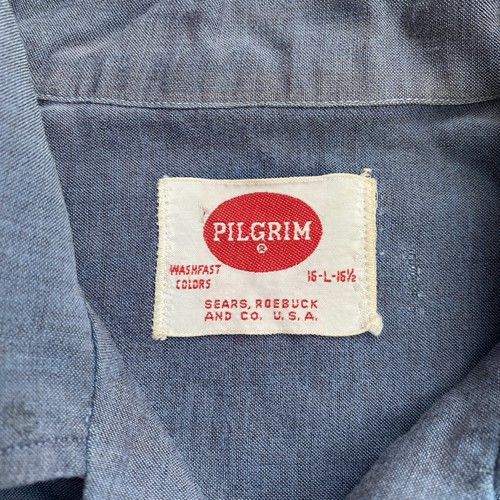 PILGRIM
®
WASHFAST
COLORS
16-L-16½
SEARS, ROEBUCK
AND CO. U.S.A.